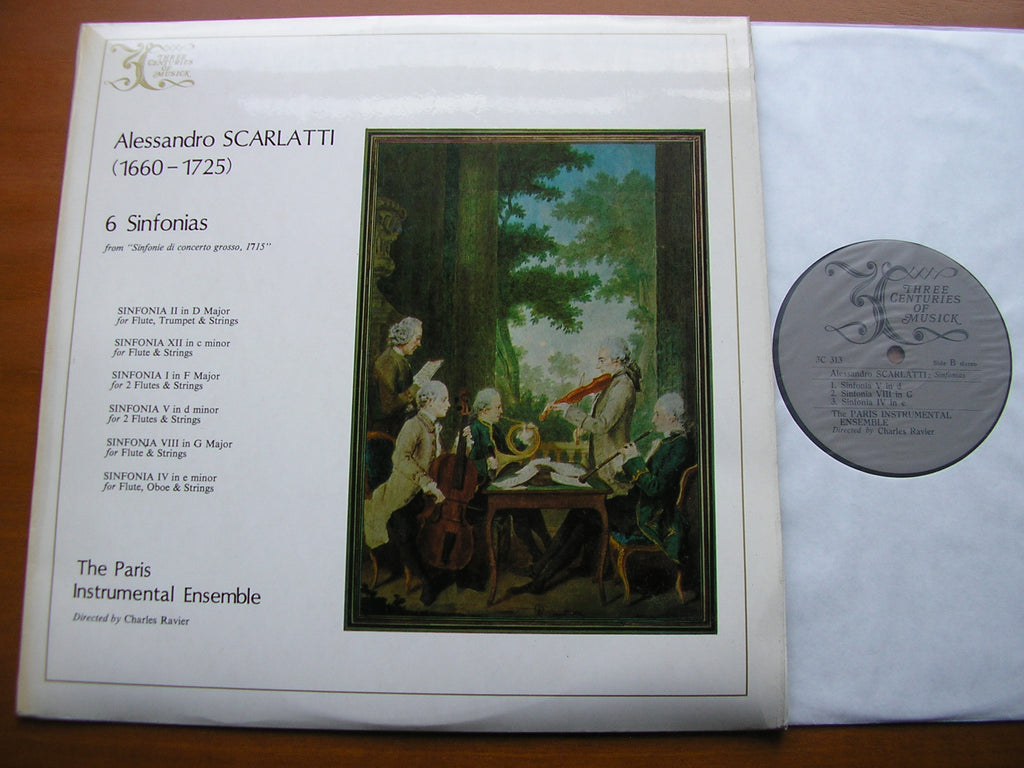 THREE
CENTURIES
OF
MUSICK
Alessandro SCARLATTI
(1660 – 1725)
6 Sinfonias
from "Sinfonie di concerto grosso, 1715"
SINFONIA II in D Major
for Flute, Trumpet & Strings
SINFONIA XII in c minor
for Flute & Strings
SINFONIA I in F Major
for 2 Flutes & Strings
SINFONIA V in d minor
for 2 Flutes & Strings
SINFONIA VIII in G Major
for Flute & Strings
SINFONIA IV in e minor
for Flute, Oboe & Strings
The Paris
Instrumental Ensemble
Directed by Charles Ravier
THREE
CENTURIES
OF
MUSICK
3C 313 Side B stereo
Alessandro SCARLATTI: Sinfonias
1. Sinfonia V in d
2. Sinfonia VIII in G
3. Sinfonia IV in e
The PARIS INSTRUMENTAL
ENSEMBLE
Directed by Charles Ravier